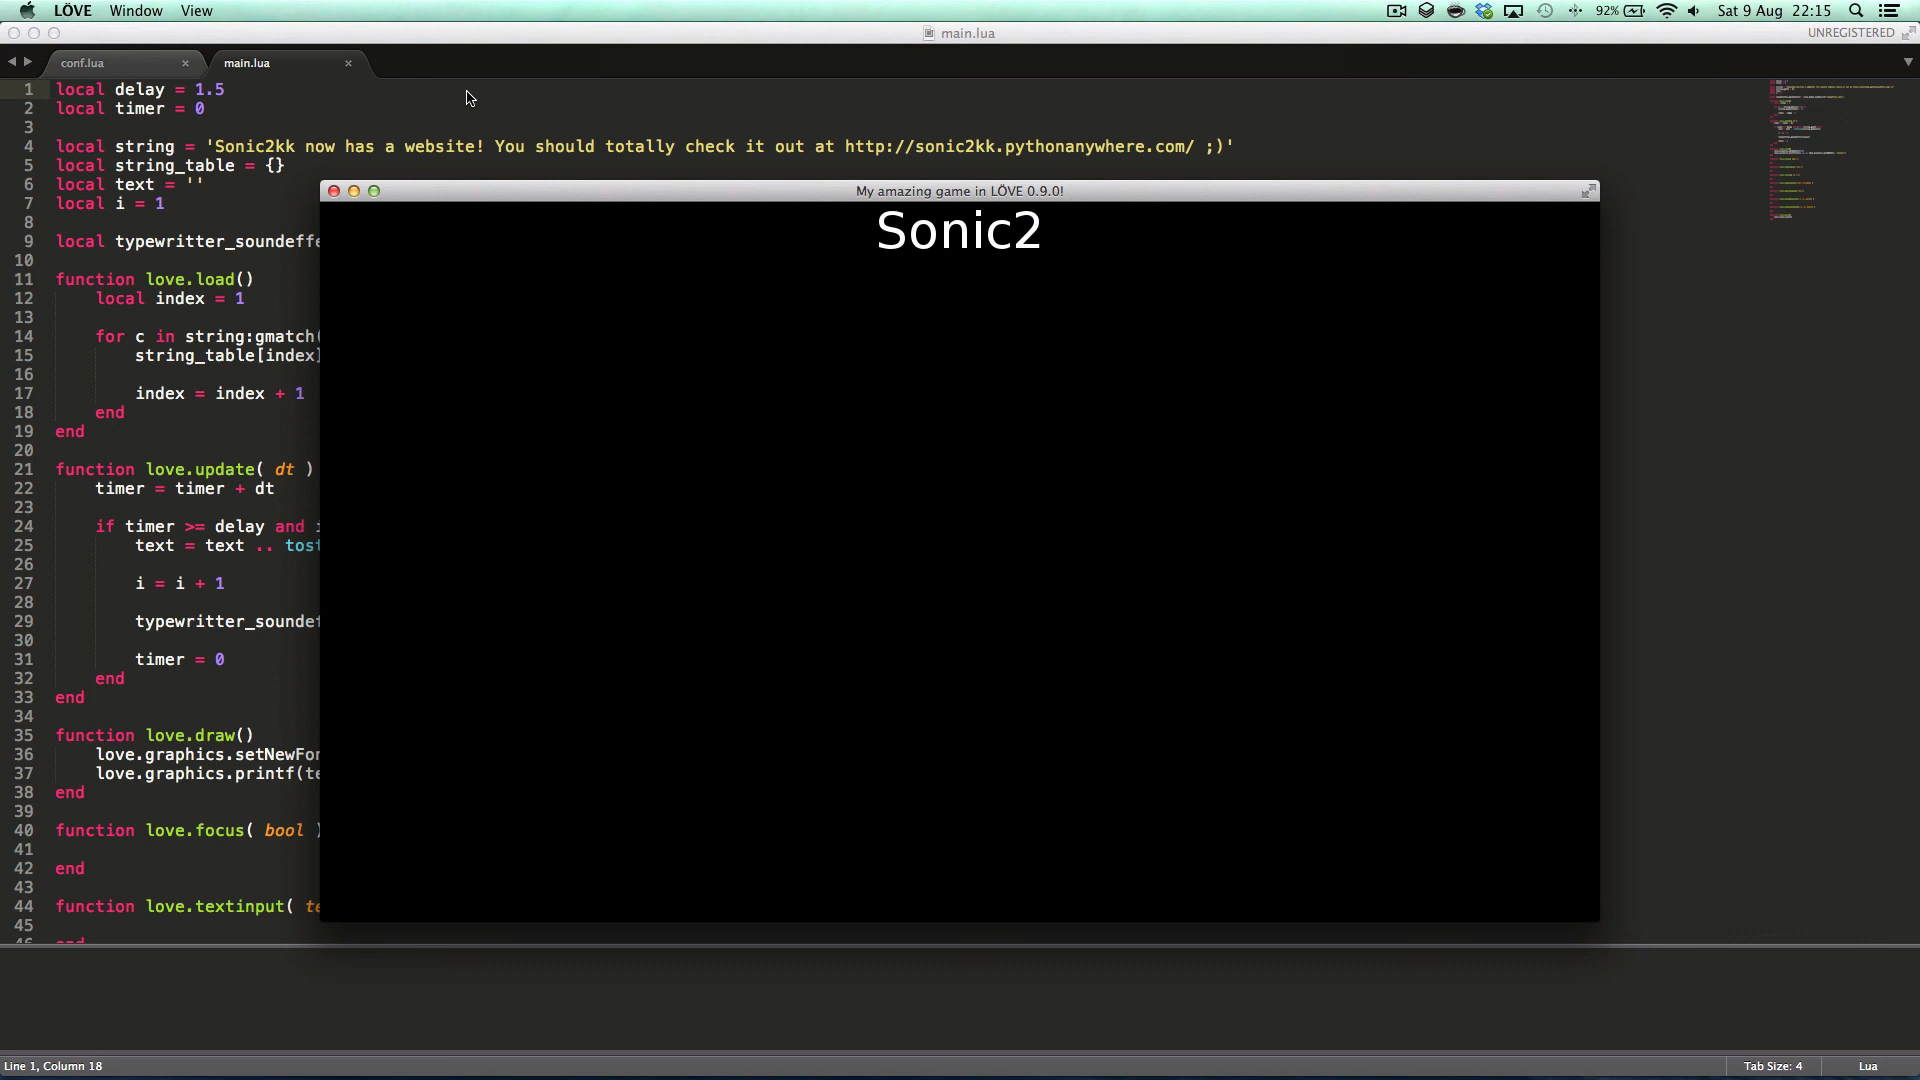 LÖVE Window View 92% Sat 9 Aug 22:15
main.lua UNREGISTERED
conf.lua × main.lua ×
1 local delay = 1.5
2 local timer = 0
3
4 local string = 'Sonic2kk now has a website! You should totally check it out at http://sonic2kk.pythonanywhere.com/ ;)'
5 local string_table = {}
6 local text = ''
7 local i = 1
8
9 local typewritter_soundeffe
10
11 function love.load()
12 local index = 1
13
14 for c in string:gmatch(
15 string_table[index]
16
17 index = index + 1
18 end
19 end
20
21 function love.update( dt )
22 timer = timer + dt
23
24 if timer >= delay and i
25 text = text .. tost
26
27 i = i + 1
28
29 typewritter_soundef
30
31 timer = 0
32 end
33 end
34
35 function love.draw()
36 love.graphics.setNewFon
37 love.graphics.printf(te
38 end
39
40 function love.focus( bool )
41
42 end
43
44 function love.textinput( te
45
46 end
My amazing game in LÖVE 0.9.0!
Sonic2
Line 1, Column 18 Tab Size: 4 Lua